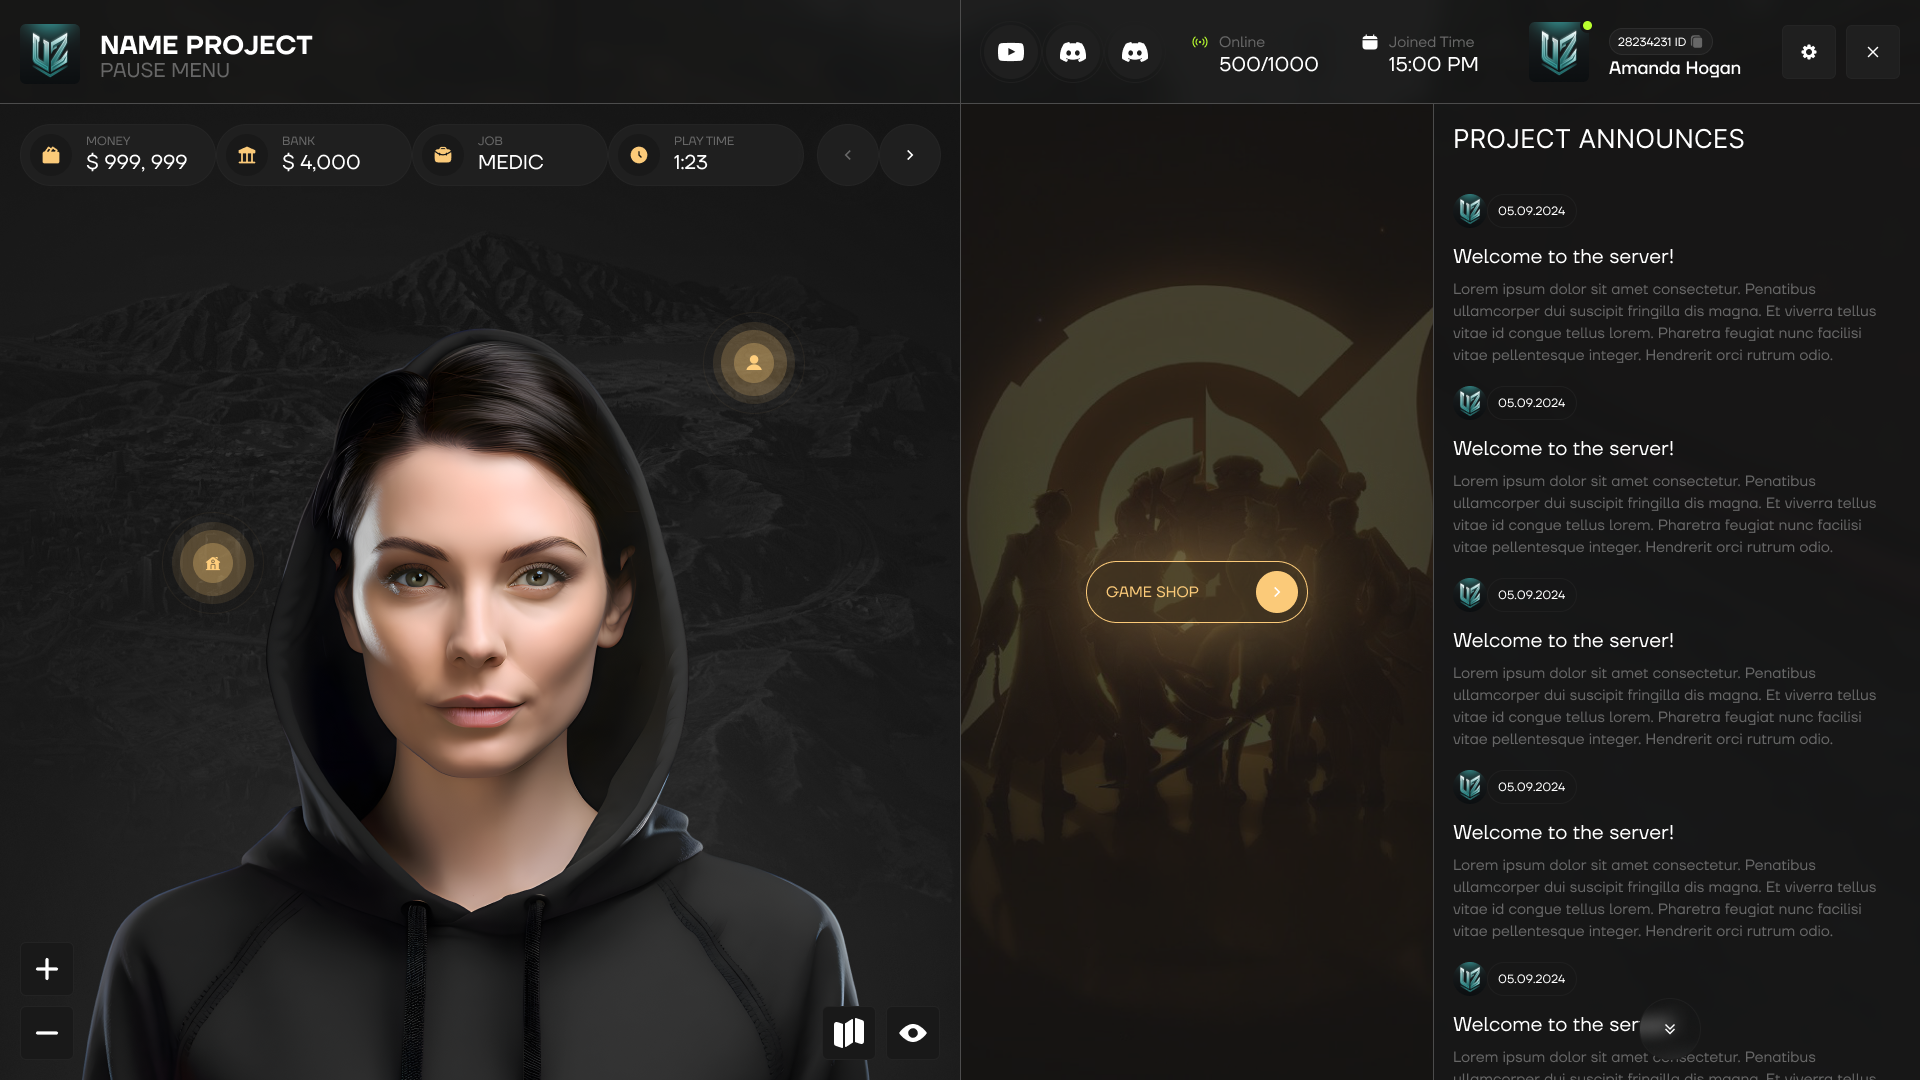 NAME PROJECT
PAUSE MENU
Online
500/1000
Joined Time
15:00 PM
28234231 ID
Amanda Hogan
MONEY
$ 999, 999
BANK
$ 4,000
JOB
MEDIC
PLAY TIME
1:23
GAME SHOP
PROJECT ANNOUNCES
05.09.2024
Welcome to the server!
Lorem ipsum dolor sit amet consectetur. Penatibus
ullamcorper dui suscipit fringilla dis magna. Et viverra tellus
vitae id congue tellus lorem. Pharetra feugiat nunc facilisi
vitae pellentesque integer. Hendrerit orci rutrum odio.
05.09.2024
Welcome to the server!
Lorem ipsum dolor sit amet consectetur. Penatibus
ullamcorper dui suscipit fringilla dis magna. Et viverra tellus
vitae id congue tellus lorem. Pharetra feugiat nunc facilisi
vitae pellentesque integer. Hendrerit orci rutrum odio.
05.09.2024
Welcome to the server!
Lorem ipsum dolor sit amet consectetur. Penatibus
ullamcorper dui suscipit fringilla dis magna. Et viverra tellus
vitae id congue tellus lorem. Pharetra feugiat nunc facilisi
vitae pellentesque integer. Hendrerit orci rutrum odio.
05.09.2024
Welcome to the server!
Lorem ipsum dolor sit amet consectetur. Penatibus
ullamcorper dui suscipit fringilla dis magna. Et viverra tellus
vitae id congue tellus lorem. Pharetra feugiat nunc facilisi
vitae pellentesque integer. Hendrerit orci rutrum odio.
05.09.2024
Welcome to the ser
Lorem ipsum dolor sit amet consectetur. Penatibus
ullamcorper dui suscipit fringilla dis magna. Et viverra tellus